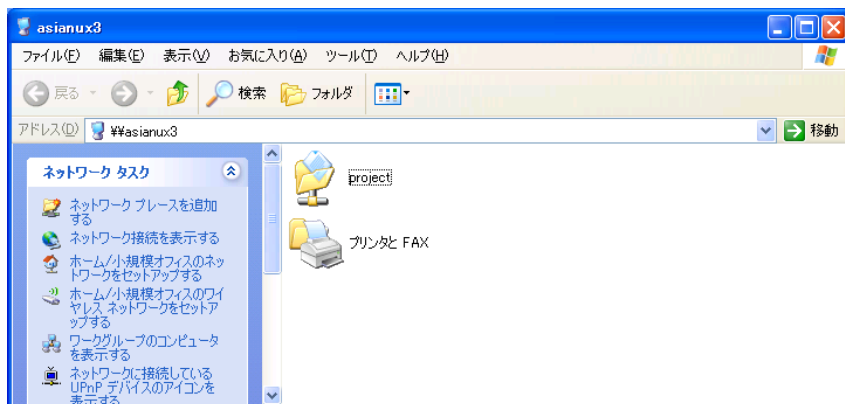 asianux3
ファイル(F) 編集(E) 表示(V) お気に入り(A) ツール(T) ヘルプ(H)
戻る 検索 フォルダ
アドレス(D) ¥¥asianux3 移動
ネットワーク タスク
ネットワーク プレースを追加
する
ネットワーク接続を表示する
ホーム/小規模オフィスのネッ
トワークをセットアップする
ホーム/小規模オフィスのワイ
ヤレス ネットワークをセットア
ップする
ワークグループのコンピュータ
を表示する
ネットワークに接続している
UPnP デバイスのアイコンを
表示する
project
プリンタと FAX